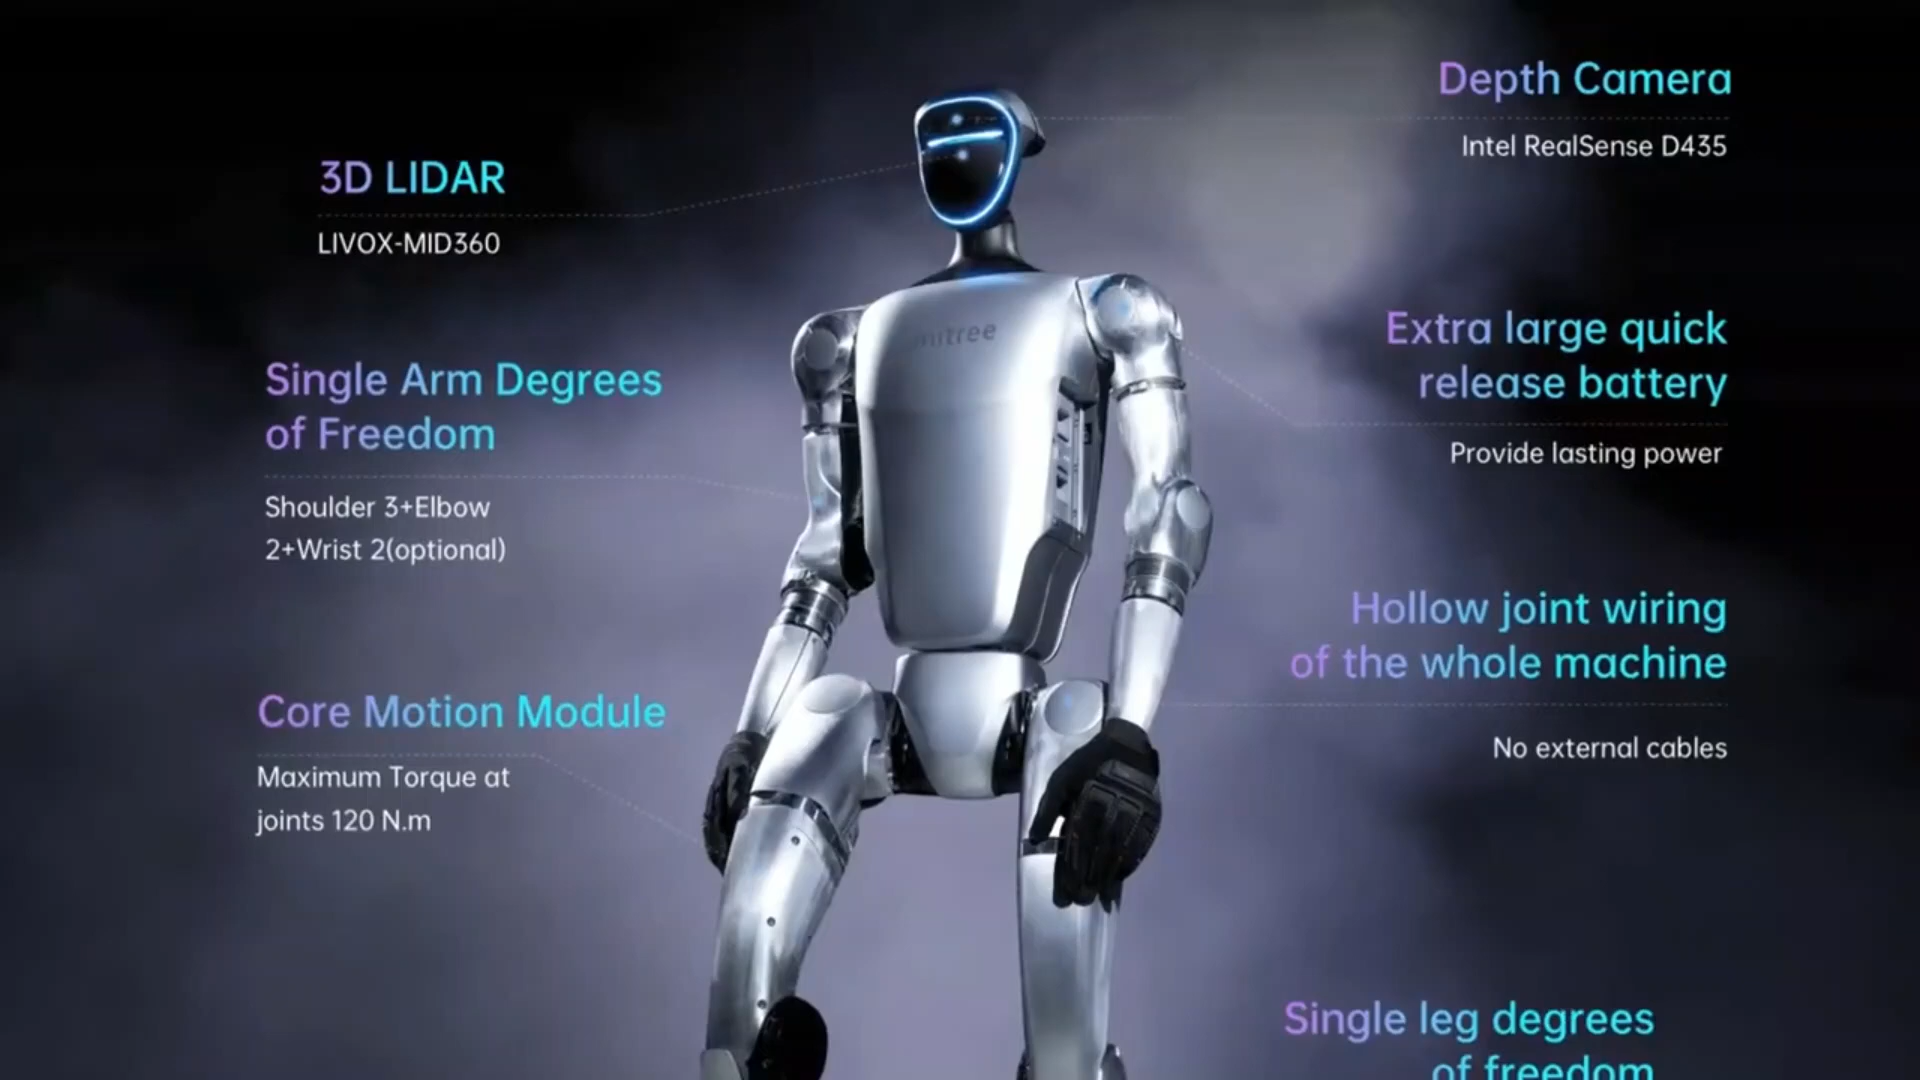 3D LIDAR
LIVOX-MID360
Single Arm Degrees
of Freedom
Shoulder 3+Elbow
2+Wrist 2(optional)
Core Motion Module
Maximum Torque at
joints 120 N.m
Depth Camera
Intel RealSense D435
Extra large quick
release battery
Provide lasting power
Hollow joint wiring
of the whole machine
No external cables
Single leg degrees
of freedom